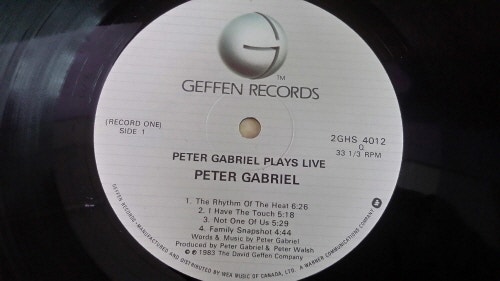 TM
GEFFEN RECORDS
(RECORD ONE)
SIDE 1
2GHS 4012
0
33 1/3 RPM
PETER GABRIEL PLAYS LIVE
PETER GABRIEL
1. The Rhythm Of The Heat 6:26
2. I Have The Touch 5:18
3. Not One Of Us 5:29
4. Family Snapshot 4:44
Words & Music by Peter Gabriel
Produced by Peter Gabriel & Peter Walsh
℗ © 1983 The David Geffen Company
GEFFEN RECORDS • MANUFACTURED AND DISTRIBUTED BY WEA MUSIC OF CANADA, LTD. A WARNER COMMUNICATIONS COMPANY